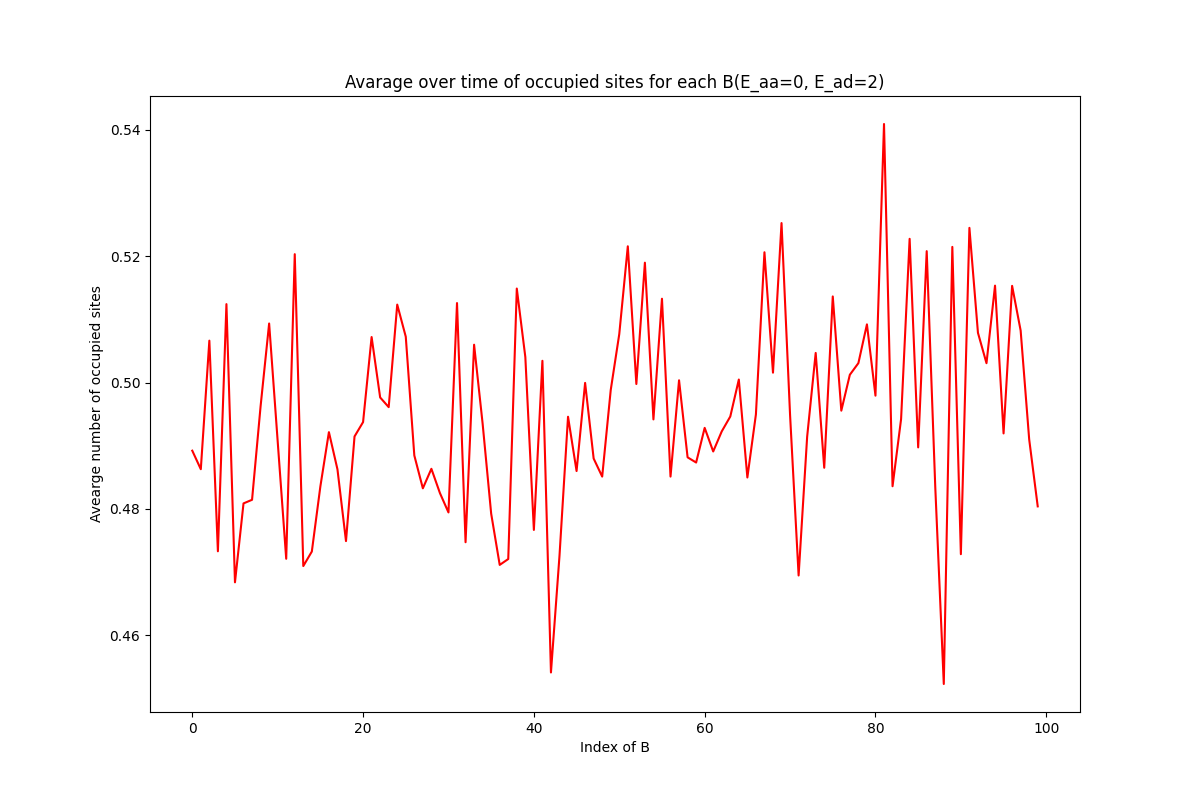 Avarage over time of occupied sites for each B(E_aa=0, E_ad=2)
0.54
0.52
0.50
0.48
0.46
Avearge number of occupied sites
0 20 40 60 80 100
Index of B